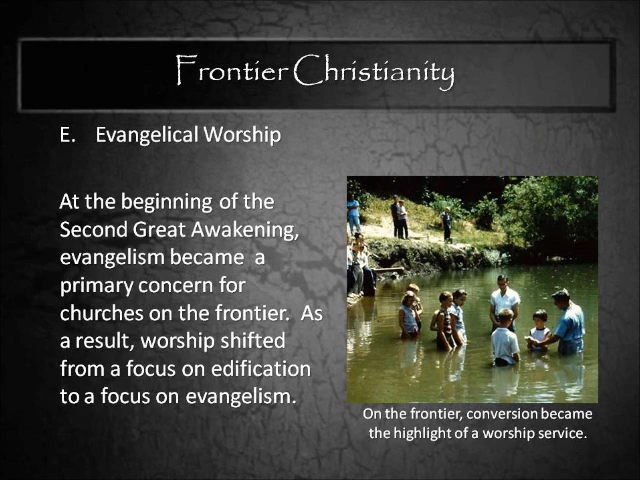 Frontier Christianity
E. Evangelical Worship
At the beginning of the
Second Great Awakening,
evangelism became a
primary concern for
churches on the frontier. As
a result, worship shifted
from a focus on edification
to a focus on evangelism.
On the frontier, conversion became
the highlight of a worship service.